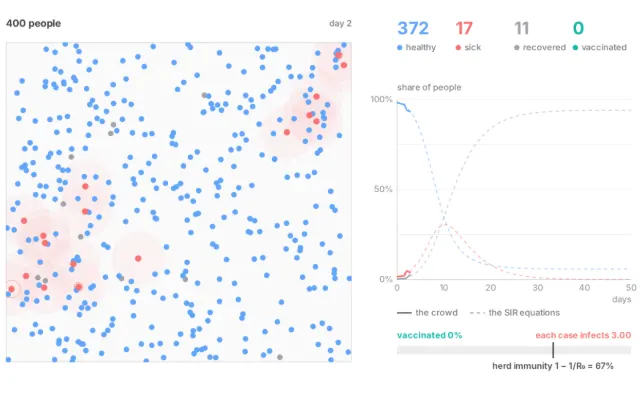 400 people
day 2
372 17 11 0
healthy sick recovered vaccinated
share of people
100%
50%
0%
0 10 20 30 40 50
days
the crowd the SIR equations
vaccinated 0% each case infects 3.00
herd immunity 1 − 1/R₀ = 67%